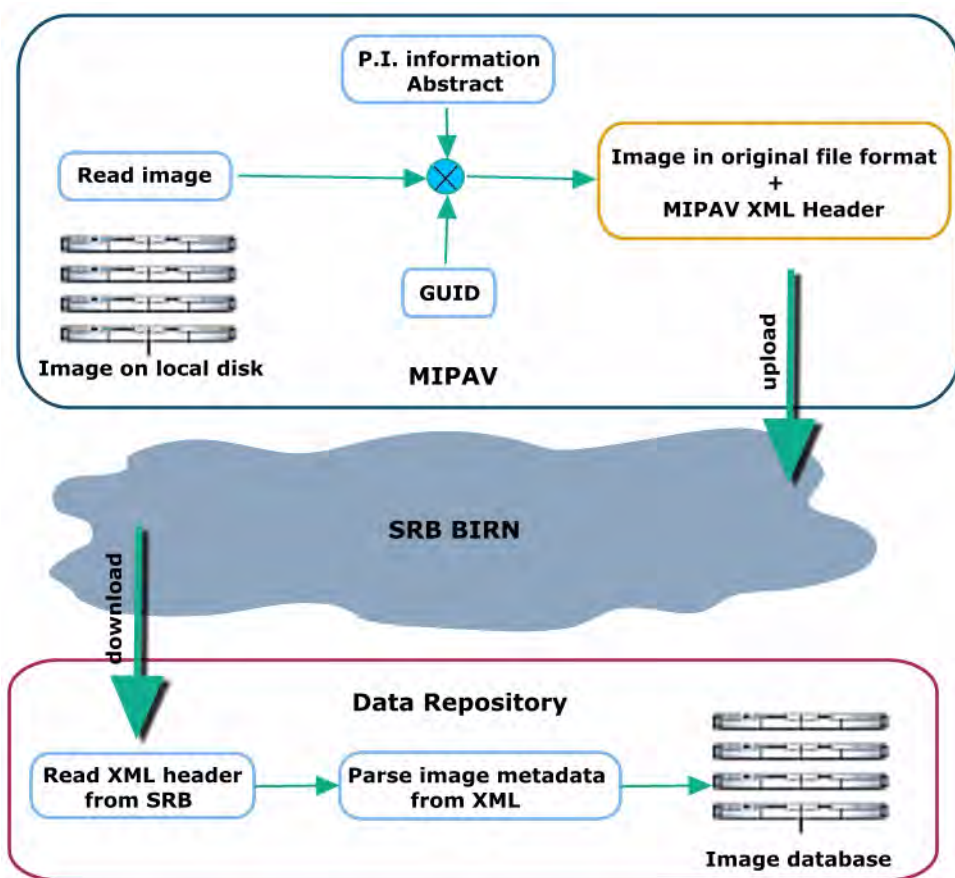 P.I. information
Abstract
Read image
Image in original file format
+
MIPAV XML Header
GUID
Image on local disk
MIPAV
upload
SRB BIRN
download
Data Repository
Read XML header
from SRB
Parse image metadata
from XML
Image database